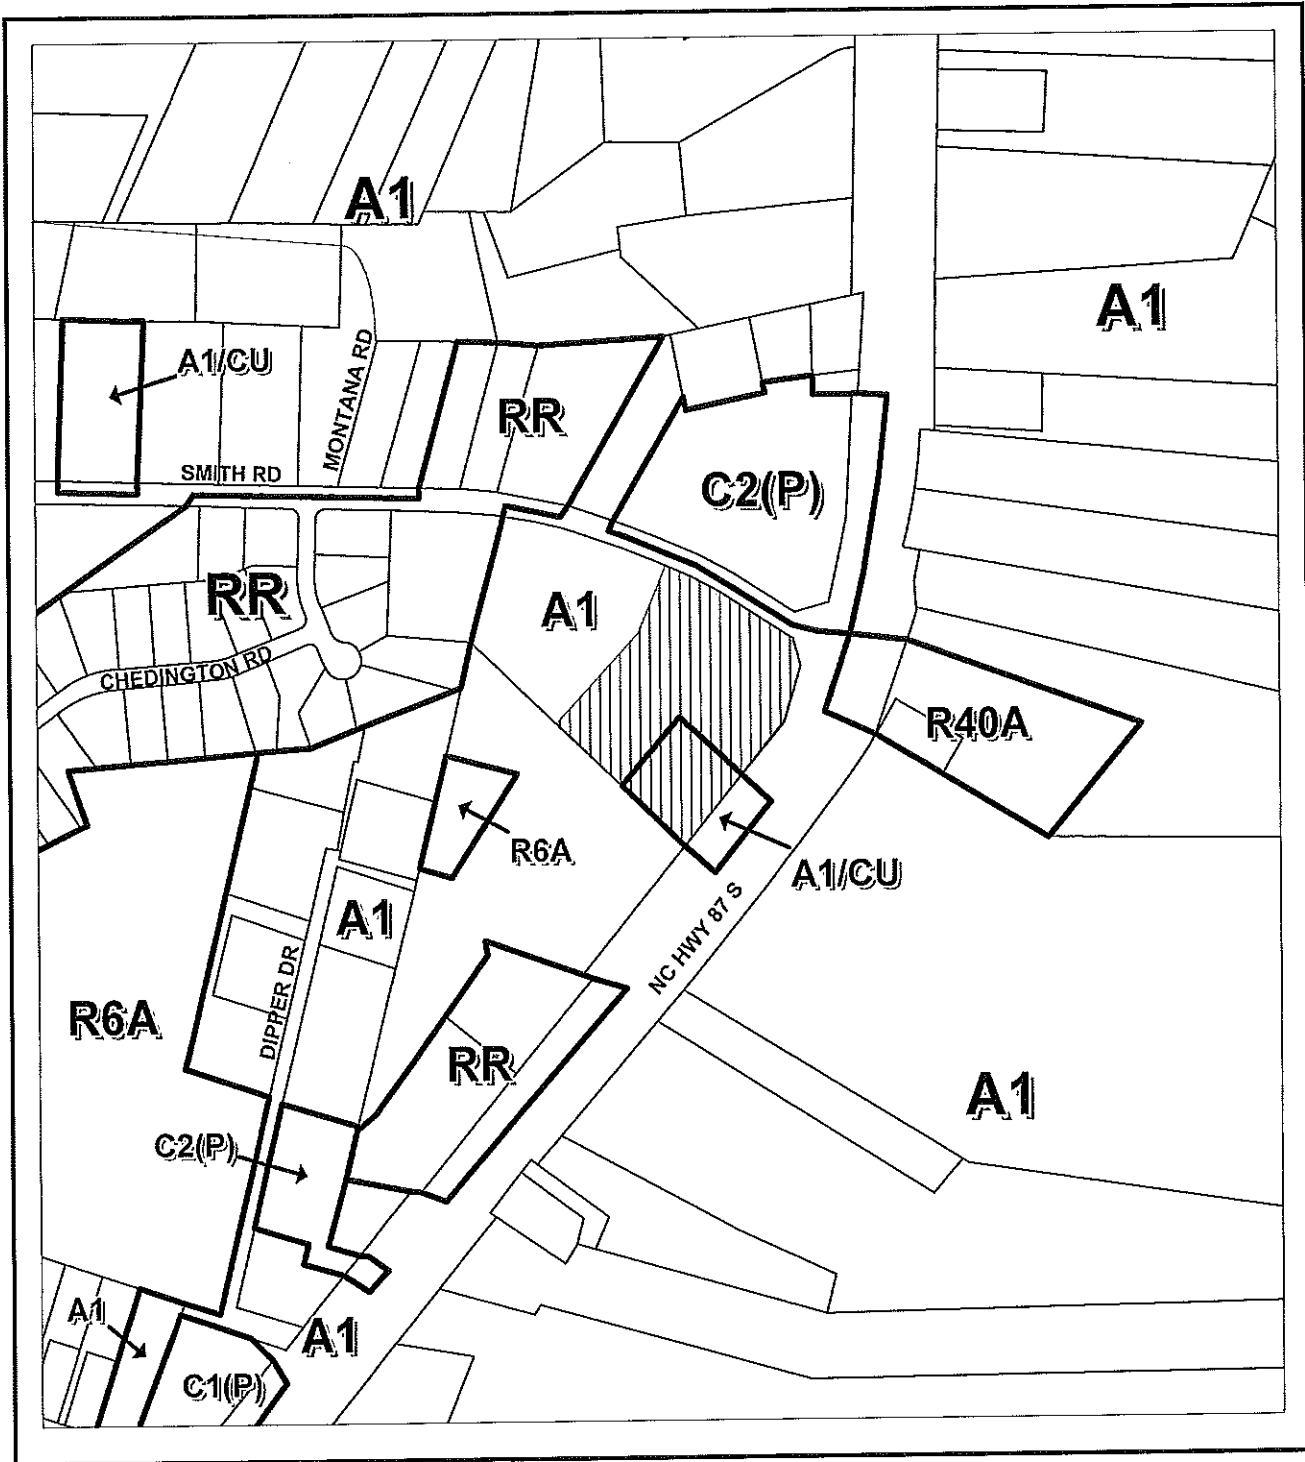 A1
A1
A1/CU
MONTANA RD
RR
SMITH RD
C2(P)
RR
A1
CHEDINGTON RD
R40A
R6A
A1/CU
A1
NC HWY 87 S
DIPPER DR
R6A
RR
A1
C2(P)
A1
A1
C1(P)